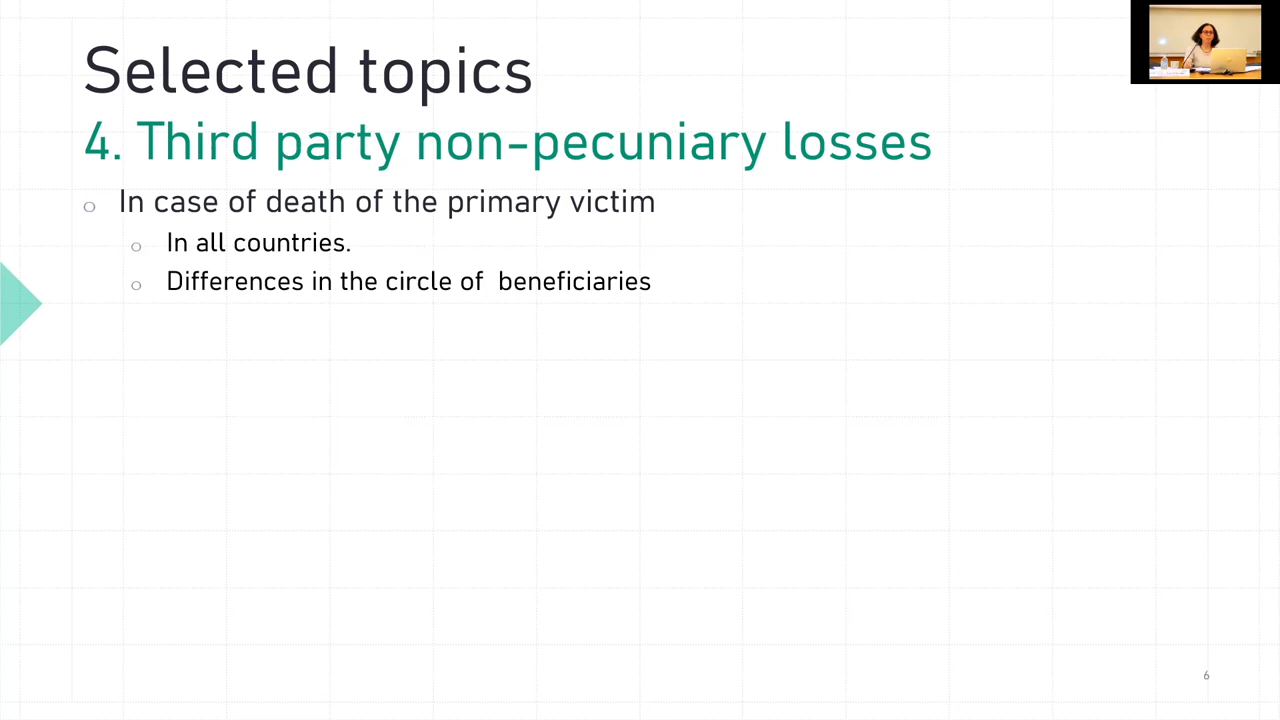 Selected topics
4. Third party non-pecuniary losses
o In case of death of the primary victim
o In all countries.
o Differences in the circle of beneficiaries
6